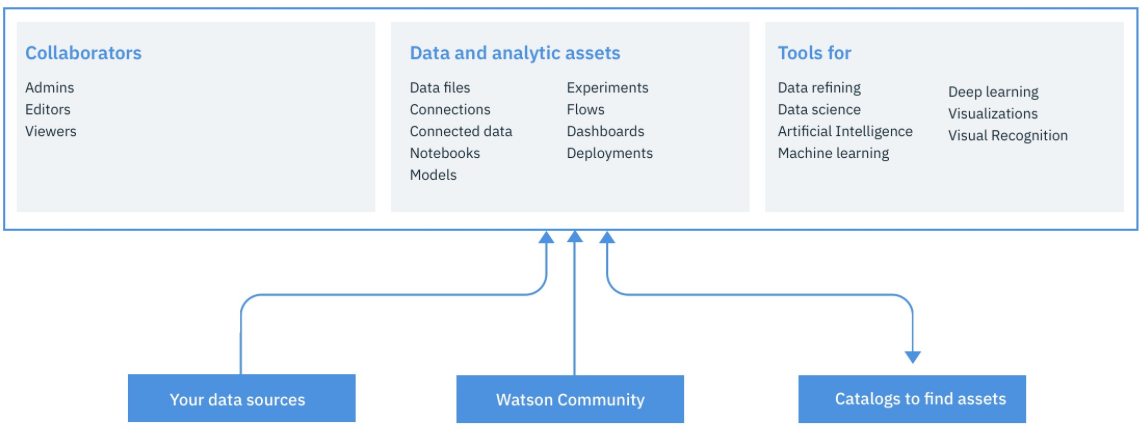 Collaborators
Admins
Editors
Viewers
Data and analytic assets
Data files
Connections
Connected data
Notebooks
Models
Experiments
Flows
Dashboards
Deployments
Tools for
Data refining
Data science
Artificial Intelligence
Machine learning
Deep learning
Visualizations
Visual Recognition
Your data sources
Watson Community
Catalogs to find assets